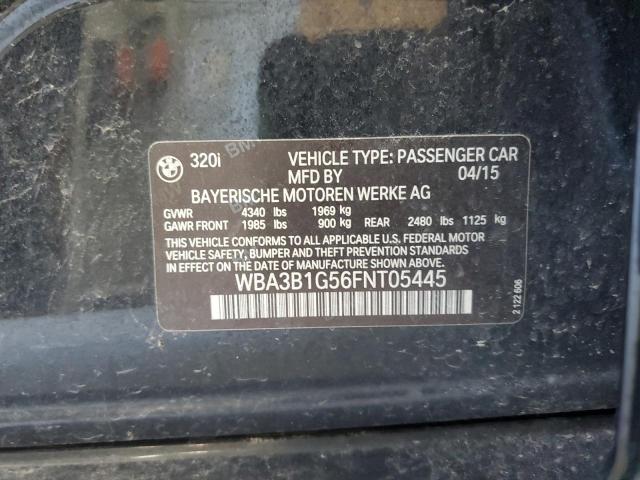 BMW
320i VEHICLE TYPE: PASSENGER CAR
MFD BY 04/15
BAYERISCHE MOTOREN WERKE AG
GVWR 4340 lbs 1969 kg
GAWR FRONT 1985 lbs 900 kg REAR 2480 lbs 1125 kg
THIS VEHICLE CONFORMS TO ALL APPLICABLE U.S. FEDERAL MOTOR
VEHICLE SAFETY, BUMPER AND THEFT PREVENTION STANDARDS
IN EFFECT ON THE DATE OF MANUFACTURE SHOWN ABOVE.
WBA3B1G56FNT05445
2 122 606